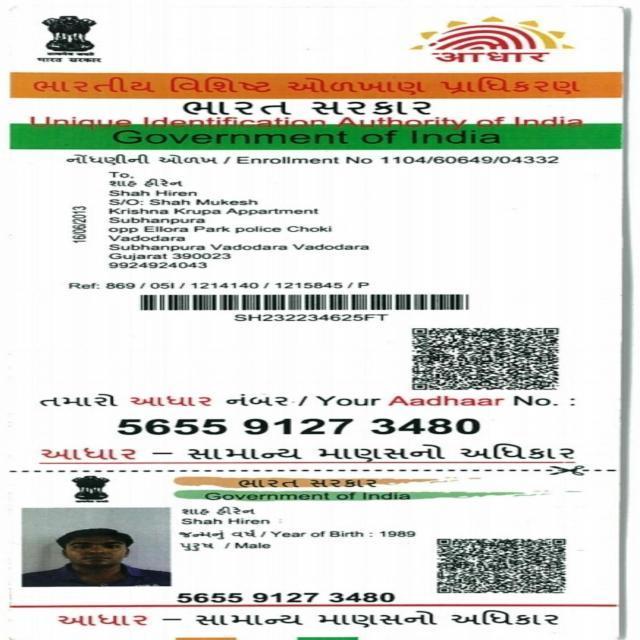 भारत सरकार
आधार
ભારતીય વિશિષ્ટ ઓળખાણ પ્રાધિકરણ
ભારત સરકાર
Unique Identification Authority of India
Government of India
નોંધણીની ઓળખ / Enrollment No 1104/60649/04332
To,
શાહ હીરેન
Shah Hiren
S/O: Shah Mukesh
Krishna Krupa Appartment
Subhanpura
opp Ellora Park police Choki
Vadodara
Subhanpura Vadodara Vadodara
Gujarat 390023
9924924043
16/06/2013
Ref: 869 / 05I / 1214140 / 1215845 / P
SH232234625FT
તમારો આધાર નંબર / Your Aadhaar No. :
5655 9127 3480
આધાર – સામાન્ય માણસનો અધિકાર
ભારત સરકાર
Government of India
શાહ હીરેન
Shah Hiren
જન્મનું વર્ષ / Year of Birth : 1989
પુરુષ / Male
5655 9127 3480
આધાર – સામાન્ય માણસનો અધિકાર